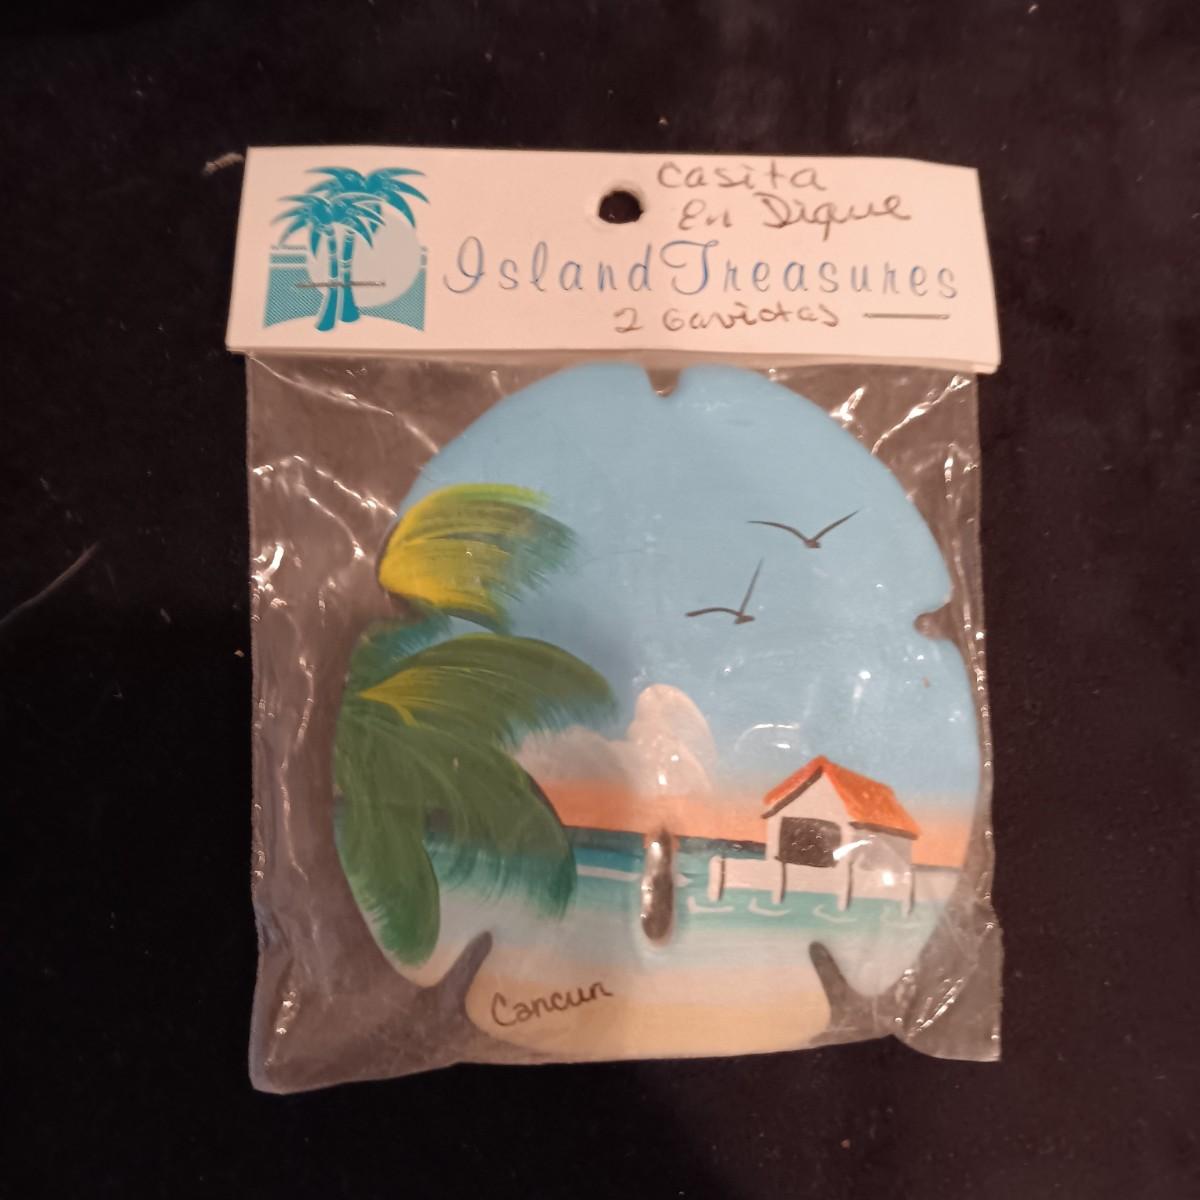 Casita
En Dique
Island Treasures
2 Gaviotas
Cancun